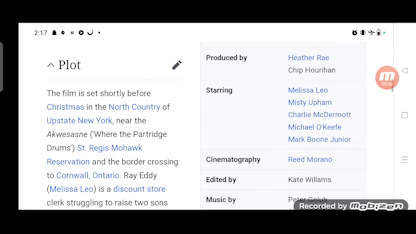 2:17
Plot
The film is set shortly before
Christmas in the North Country of
Upstate New York, near the
Akwesasne ('Where the Partridge
Drums') St. Regis Mohawk
Reservation and the border crossing
to Cornwall, Ontario. Ray Eddy
(Melissa Leo) is a discount store
clerk struggling to raise two sons
Produced by
Heather Rae
Chip Hourihan
Starring
Melissa Leo
Misty Upham
Charlie McDermott
Michael O'Keefe
Mark Boone Junior
Cinematography
Reed Morano
Edited by
Kate Williams
Music by
Peter Golub
Recorded by MOBIZEN